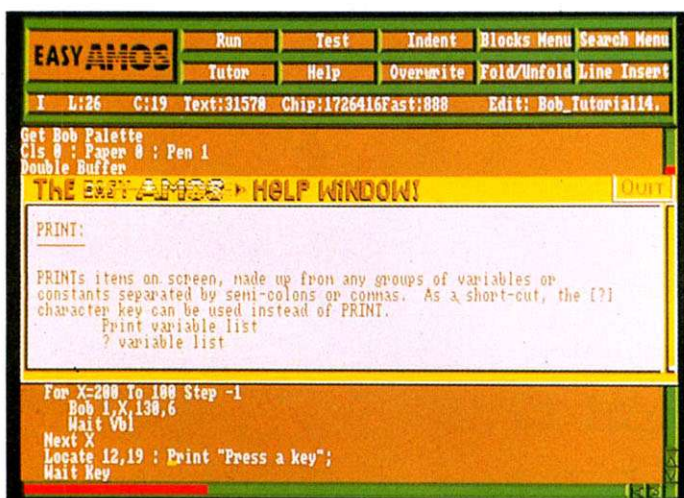 EASY AMOS
Run Test Indent Blocks Menu Search Menu
Tutor Help Overwrite Fold/Unfold Line Insert
I L:26 C:19 Text:31570 Chip:1726416Fast:888 Edit: Bob_Tutorial14.
Get Bob Palette
Cls 0 : Paper 0 : Pen 1
Double Buffer
THE EASY AMOS HELP WINDOW! QUIT
PRINT:
PRINTs items on screen, made up from any groups of variables or
constants separated by semi-colons or commas. As a short-cut, the [?]
character key can be used instead of PRINT.
Print variable list
? variable list
For X=200 To 100 Step -1
Bob 1,X,130,6
Wait Vbl
Next X
Locate 12,19 : Print "Press a key";
Wait Key